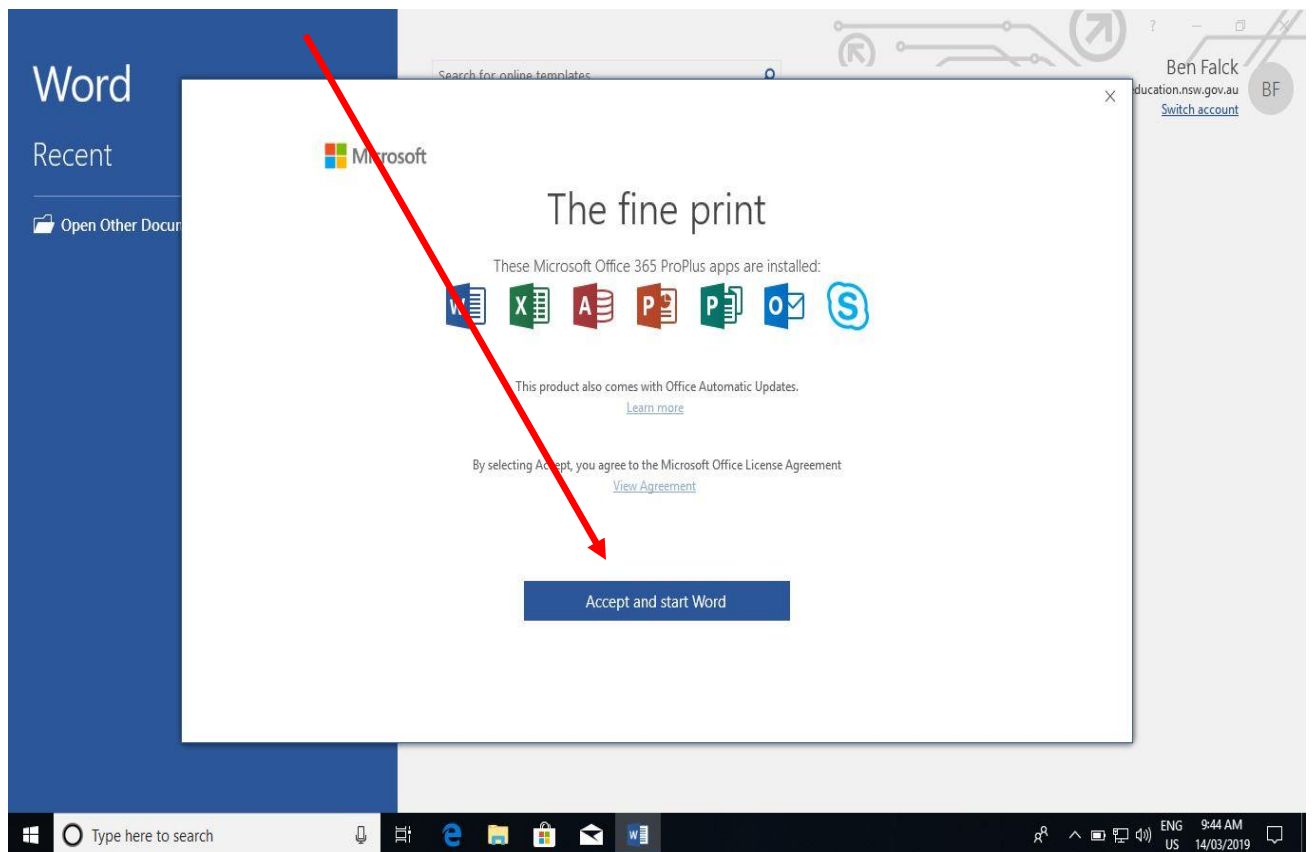 ?
Search for online templates
Ben Falck
education.nsw.gov.au
BF
Switch account
Word
Recent
Open Other Docum
Microsoft
The fine print
These Microsoft Office 365 ProPlus apps are installed:
W X A P P O S
This product also comes with Office Automatic Updates.
Learn more
By selecting Accept, you agree to the Microsoft Office License Agreement
View Agreement
Accept and start Word
Type here to search
W
ENG
US
9:44 AM
14/03/2019